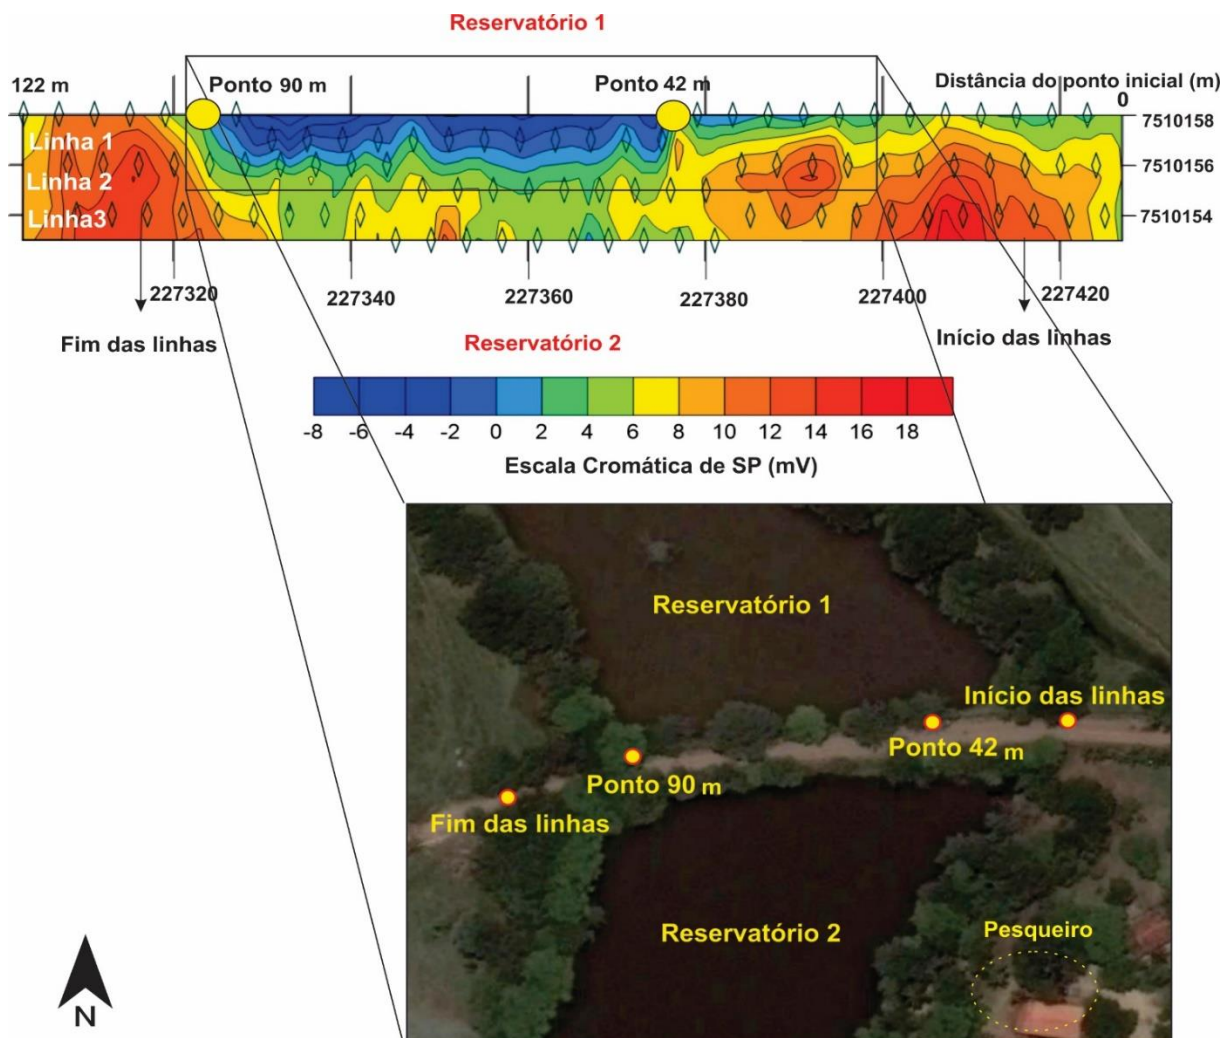 Reservatório 1
122 m
Ponto 90 m
Ponto 42 m
Distância do ponto inicial (m)
0
Linha 1
Linha 2
Linha3
7510158
7510156
7510154
227320
227340
227360
227380
227400
227420
Fim das linhas
Início das linhas
Reservatório 2
-8 -6 -4 -2 0 2 4 6 8 10 12 14 16 18
Escala Cromática de SP (mV)
Reservatório 1
Início das linhas
Ponto 42 m
Ponto 90 m
Fim das linhas
Reservatório 2
Pesqueiro
N